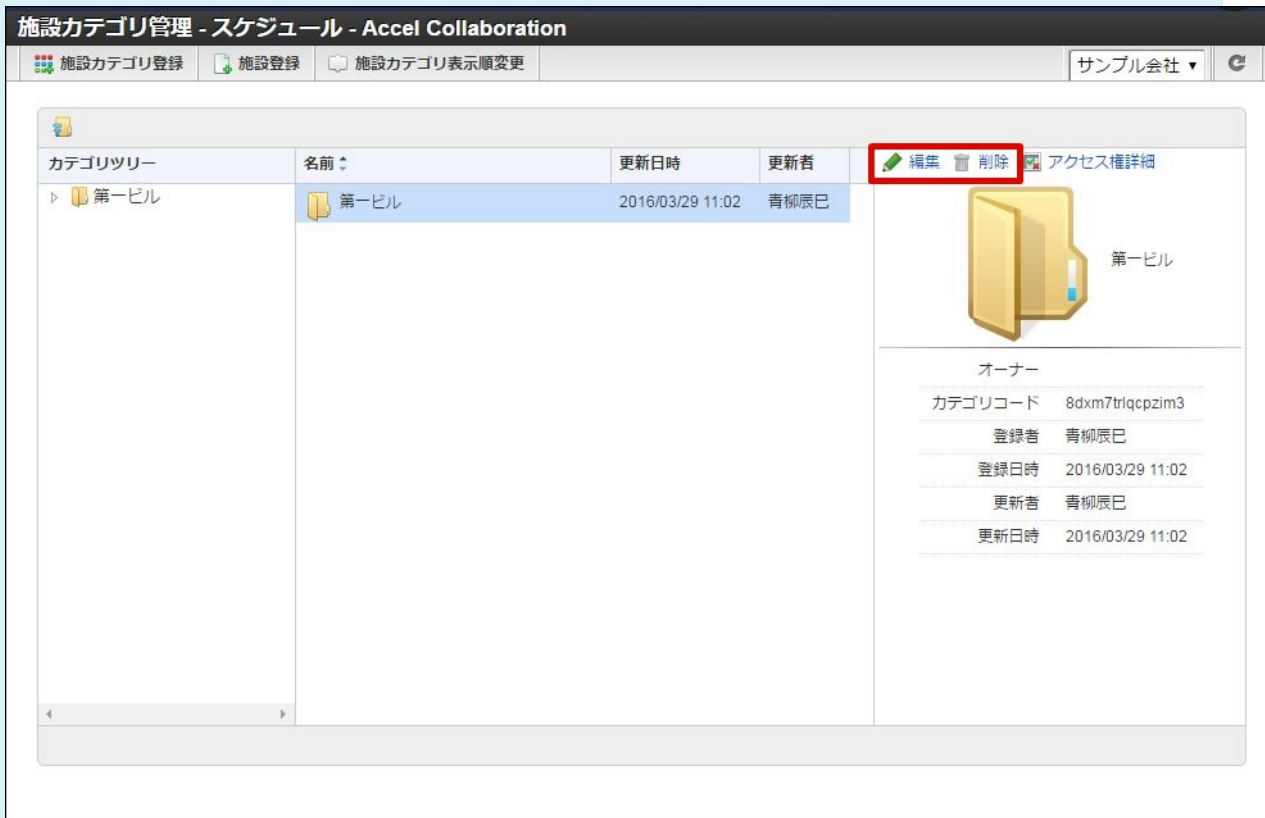 施設カテゴリ管理 - スケジュール - Accel Collaboration
施設カテゴリ登録 施設登録 施設カテゴリ表示順変更 サンプル会社
カテゴリツリー 名前 更新日時 更新者 編集 削除 アクセス権詳細
第一ビル 第一ビル 2016/03/29 11:02 青柳辰巳
第一ビル
オーナー
カテゴリコード 8dxm7trlqcpzim3
登録者 青柳辰巳
登録日時 2016/03/29 11:02
更新者 青柳辰巳
更新日時 2016/03/29 11:02